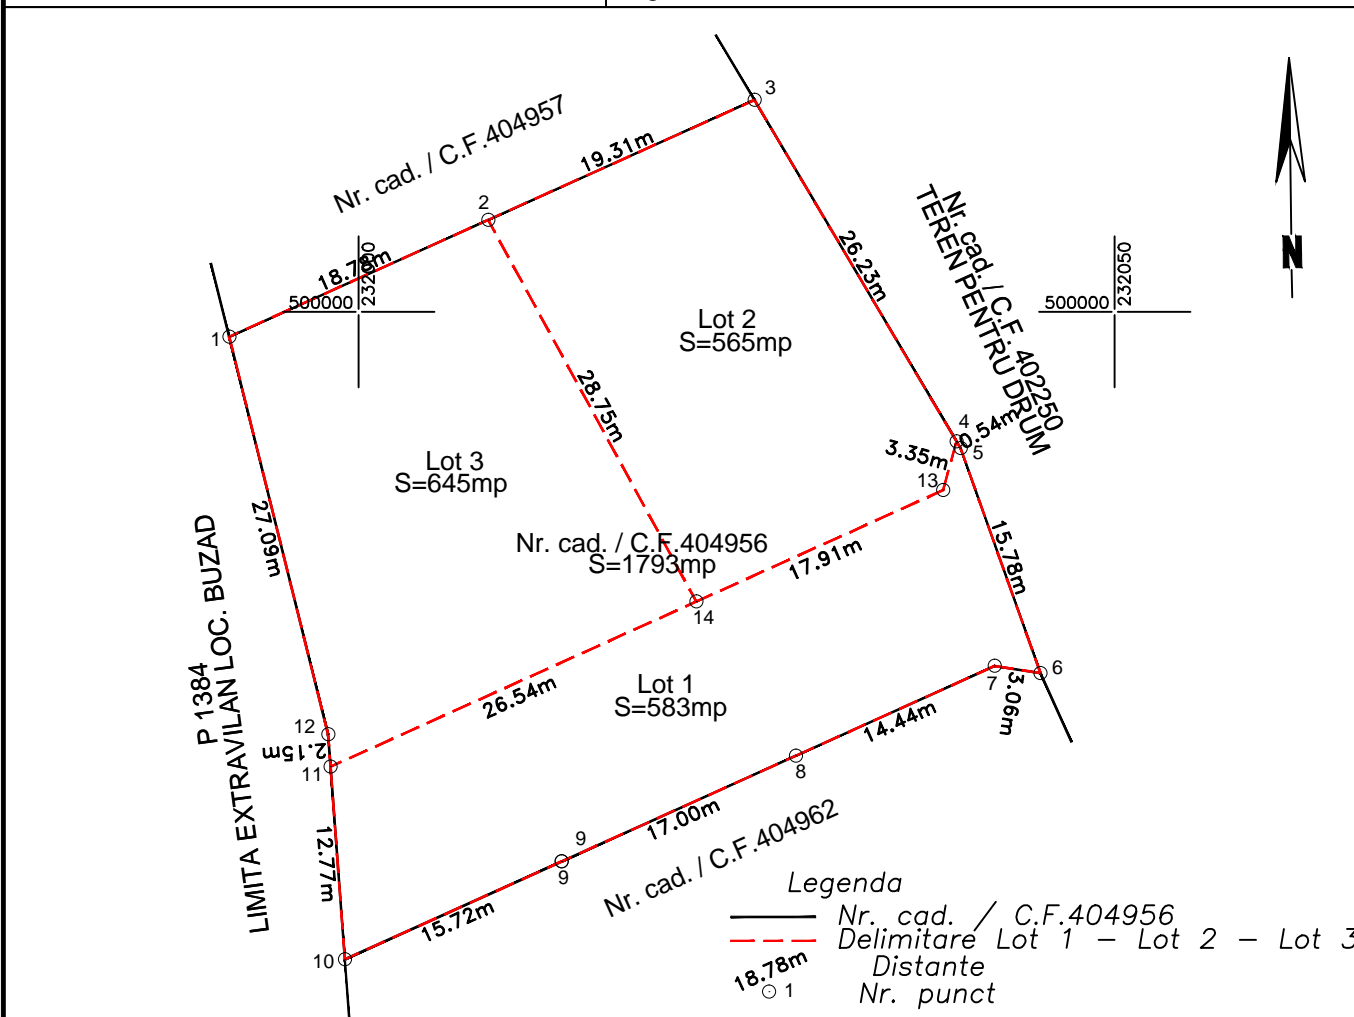 3
Nr. cad. / C.F.404957
19.31m
2
18.78m
232000
500000
1
26.23m
Nr. cad. / C.F. 402250
TEREN PENTRU DRUM
N
232050
500000
Lot 2
S=565mp
28.75m
4
0.54m
5
3.35m
13
Lot 3
S=645mp
27.09m
Nr. cad. / C.F.404956
S=1793mp
17.91m
15.78m
14
P 1384
LIMITA EXTRAVILAN LOC. BUZAD
26.54m
Lot 1
S=583mp
6
7
3.06m
14.44m
12
2.15m
11
8
17.00m
12.77m
9
9
Nr. cad. / C.F.404962
15.72m
10
Legenda
Nr. cad. / C.F.404956
Delimitare Lot 1 - Lot 2 - Lot 3
18.78m Distante
1 Nr. punct